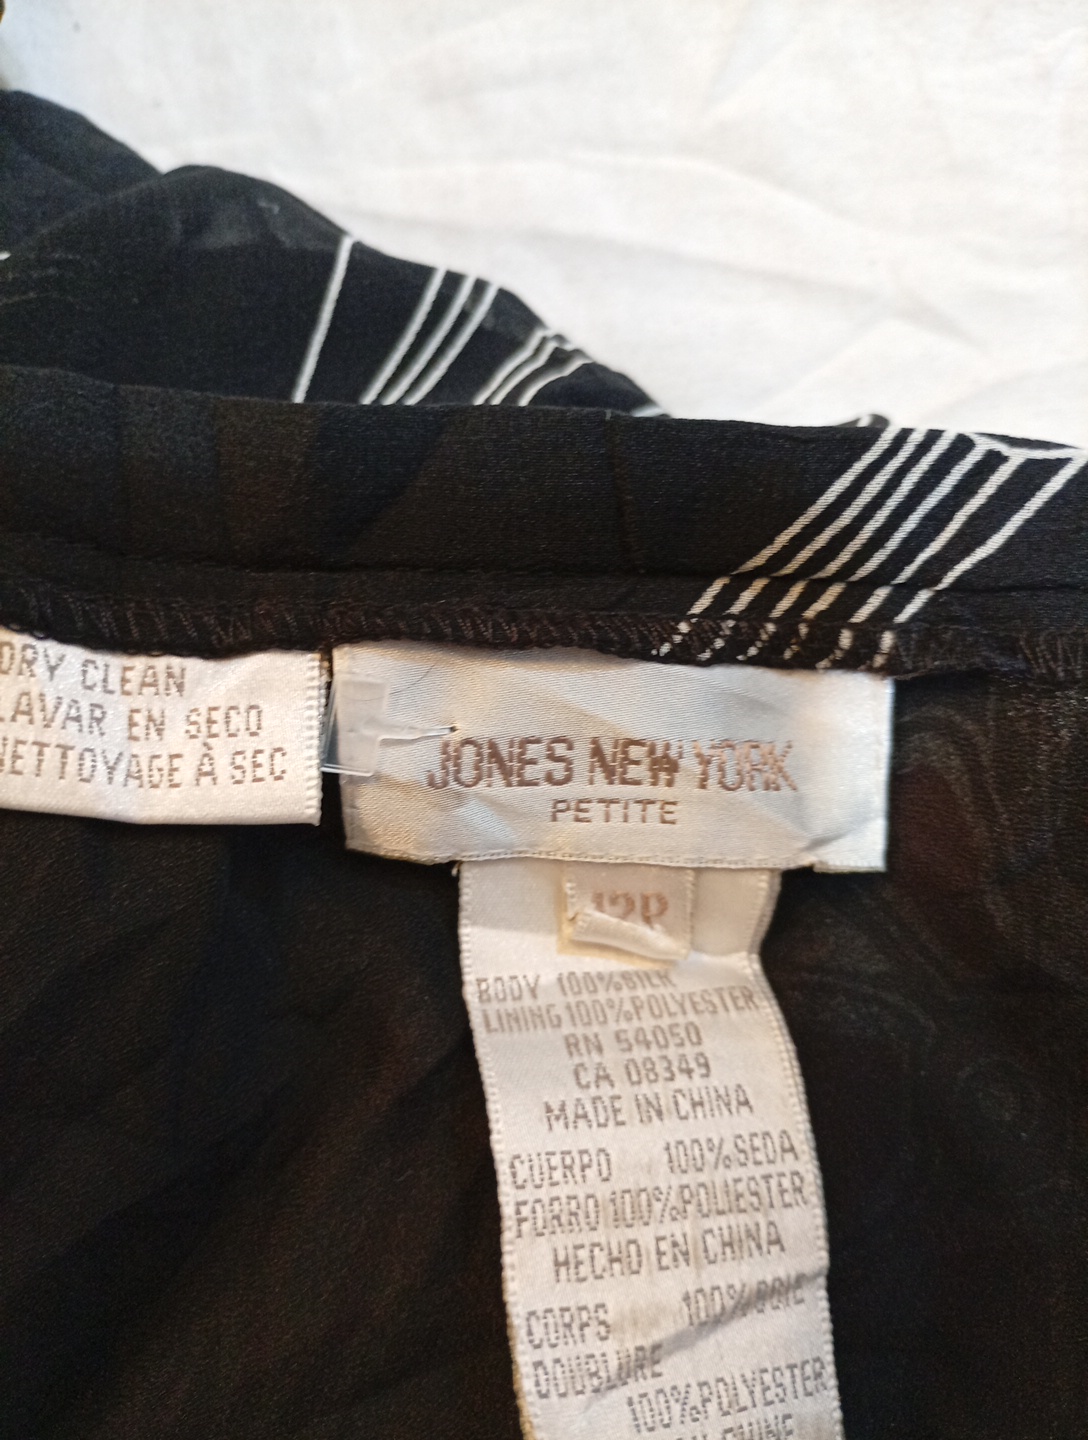 DRY CLEAN
LAVAR EN SECO
NETTOYAGE À SEC
JONES NEW YORK
PETITE
12P
BODY 100%SILK
LINING 100%POLYESTER
RN 54050
CA 08349
MADE IN CHINA
CUERPO 100%SEDA
FORRO 100%POLIESTER
HECHO EN CHINA
CORPS 100%SOIE
DOUBLURE
100%POLYESTER